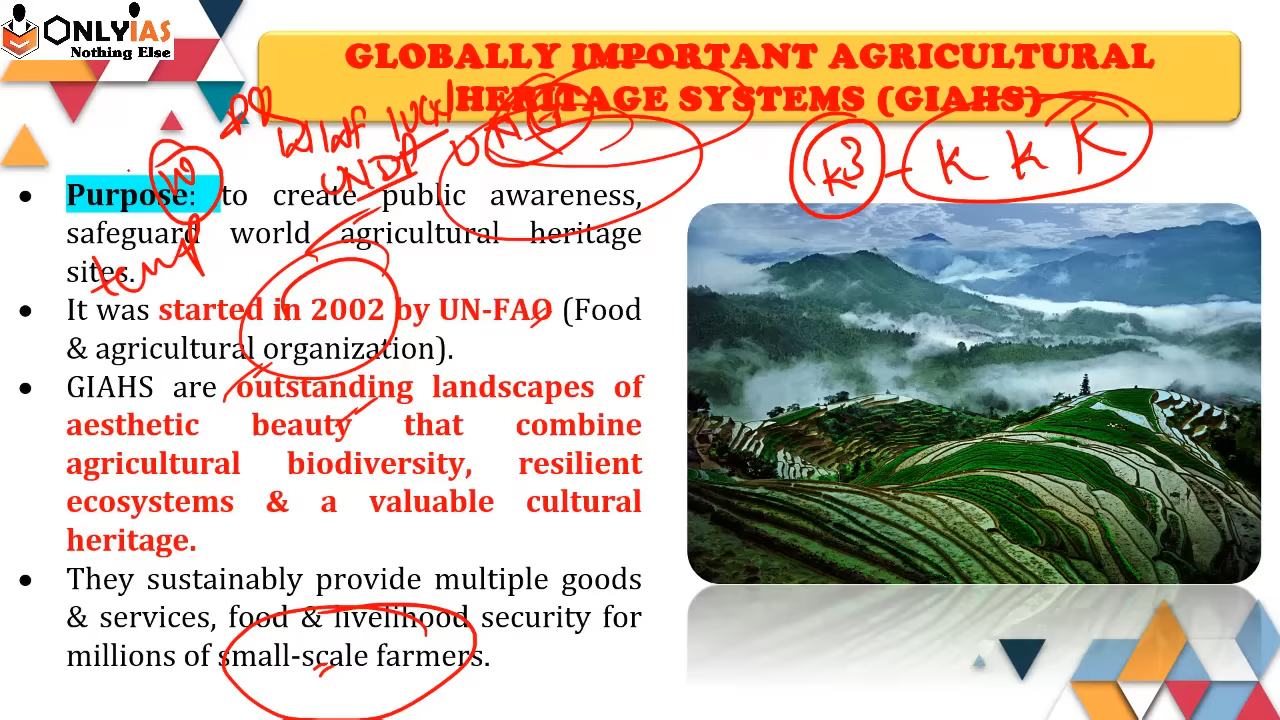 ONLYIAS
Nothing Else
GLOBALLY IMPORTANT AGRICULTURAL
HERITAGE SYSTEMS (GIAHS)
K3 - K K K
UNDP
temp
• Purpose: to create public awareness,
safeguard world agricultural heritage
sites.
• It was started in 2002 by UN-FAO (Food
& agricultural organization).
• GIAHS are outstanding landscapes of
aesthetic beauty that combine
agricultural biodiversity, resilient
ecosystems & a valuable cultural
heritage.
• They sustainably provide multiple goods
& services, food & livelihood security for
millions of small-scale farmers.